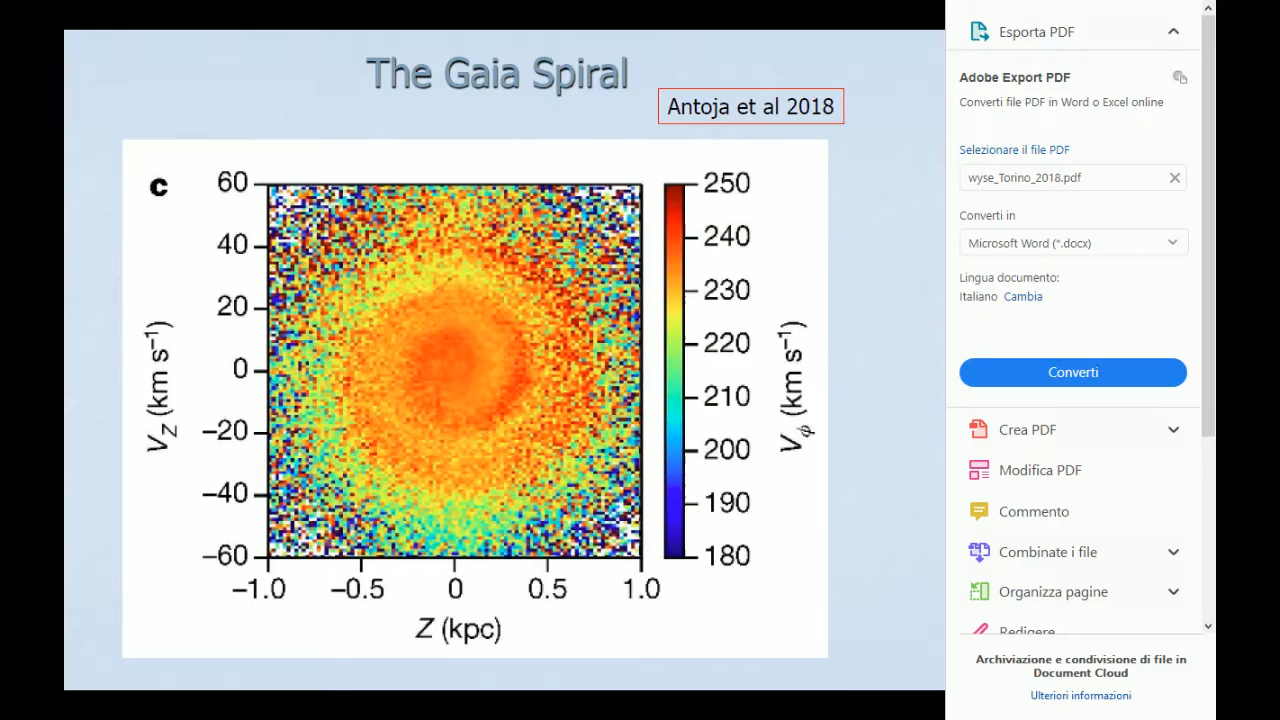 The Gaia Spiral
Antoja et al 2018
c
60
40
20
0
−20
−40
−60
V_Z (km s⁻¹)
−1.0
−0.5
0
0.5
1.0
Z (kpc)
250
240
230
220
210
200
190
180
V_ϕ (km s⁻¹)
Esporta PDF
Adobe Export PDF
Converti file PDF in Word o Excel online
Selezionare il file PDF
wyse_Torino_2018.pdf
Converti in
Microsoft Word (*.docx)
Lingua documento:
Italiano Cambia
Converti
Crea PDF
Modifica PDF
Commento
Combinate i file
Organizza pagine
Redigere
Archiviazione e condivisione di file in
Document Cloud
Ulteriori informazioni